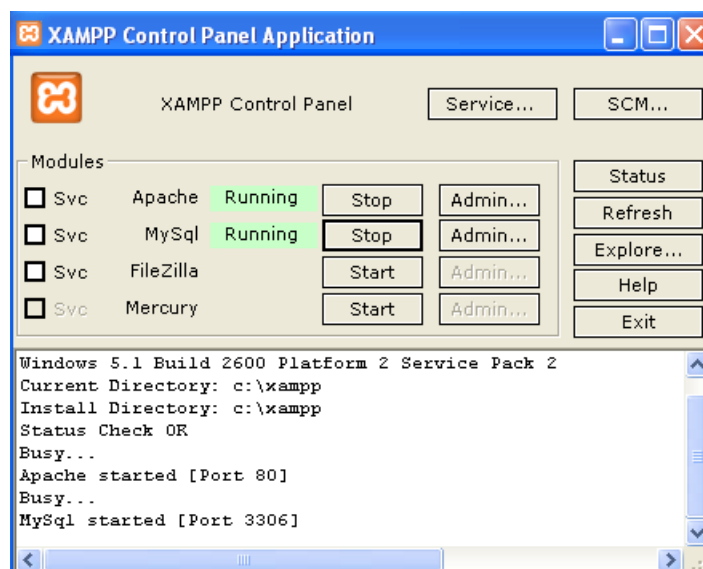 XAMPP Control Panel Application
XAMPP Control Panel Service... SCM...
Modules
Svc Apache Running Stop Admin...
Svc MySql Running Stop Admin...
Svc FileZilla Start Admin...
Svc Mercury Start Admin...
Status
Refresh
Explore...
Help
Exit
Windows 5.1 Build 2600 Platform 2 Service Pack 2
Current Directory: c:\xampp
Install Directory: c:\xampp
Status Check OK
Busy...
Apache started [Port 80]
Busy...
MySql started [Port 3306]